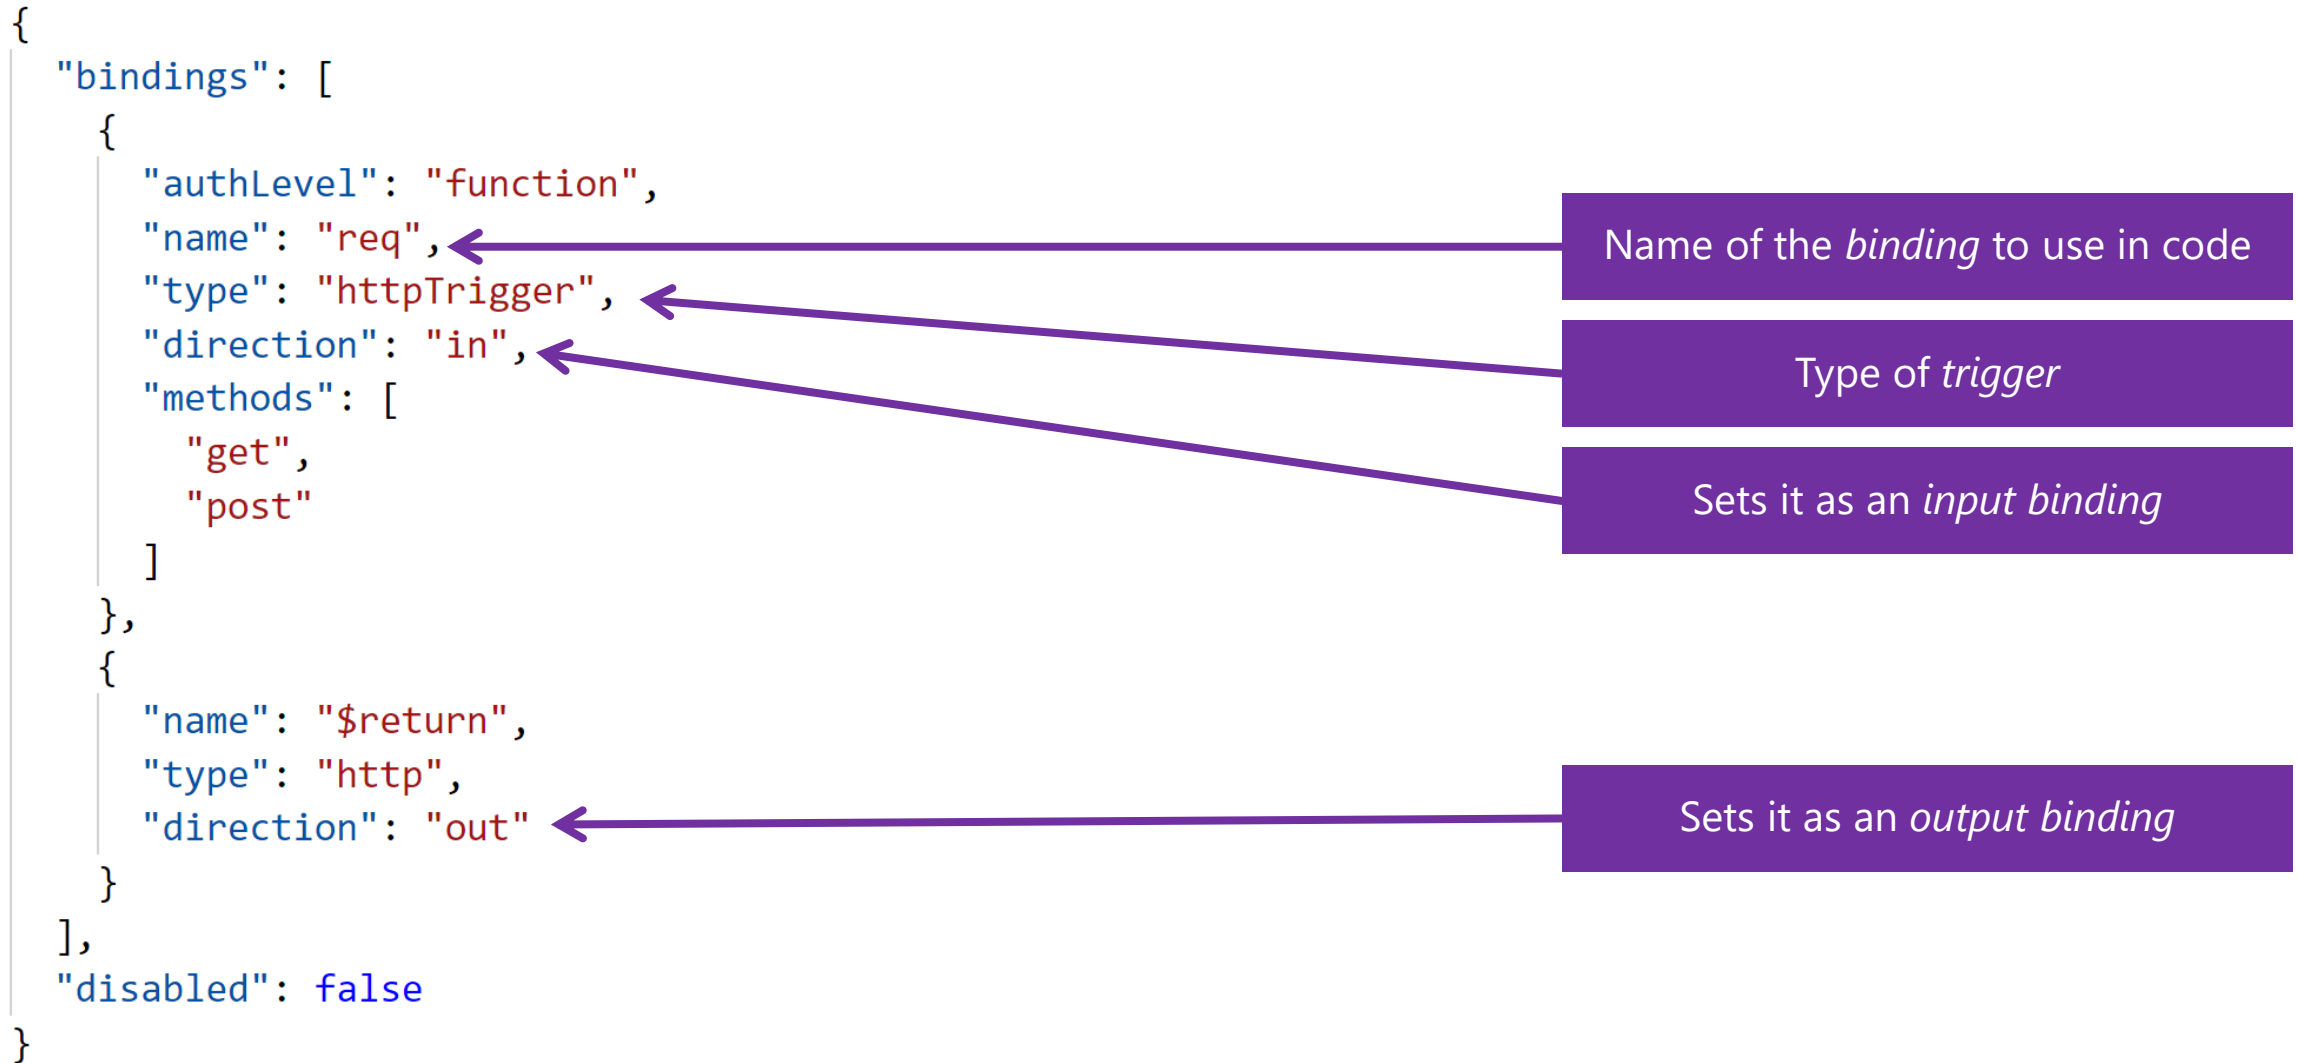 {
"bindings": [
{
"authLevel": "function",
"name": "req",
"type": "httpTrigger",
"direction": "in",
"methods": [
"get",
"post"
]
},
{
"name": "$return",
"type": "http",
"direction": "out"
}
],
"disabled": false
}
Name of the binding to use in code
Type of trigger
Sets it as an input binding
Sets it as an output binding